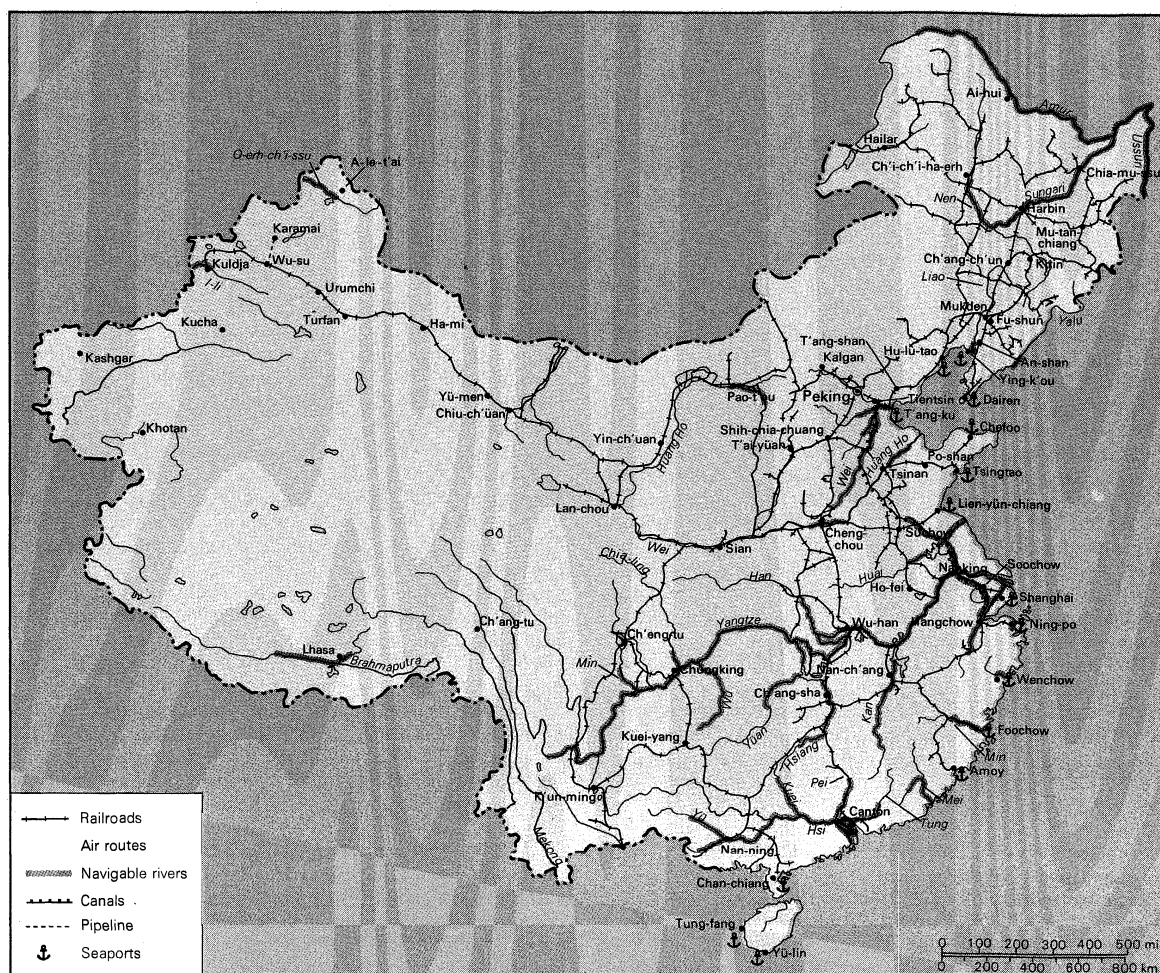 Ai-hui
Amur
Hailar
Ussuri
O-erh-ch'i-ssu
A-le-t'ai
Ch'i-ch'i-ha-erh
Chia-mu-ssu
Nen
Sungari
Harbin
Karamai
Mu-tan-
chiang
Kuldja
Wu-su
Ch'ang-ch'un
Kirin
I-li
Liao
Urumchi
Mukden
Turfan
Ha-mi
Fu-shun
Yalu
Kucha
T'ang-shan
Hu-lu-tao
Kashgar
Kalgan
An-shan
Ying-k'ou
Yü-men
Pao-t'ou
Peking
Tientsin
Dairen
Chiu-ch'üan
T'ang-ku
Khotan
Yin-ch'uan
Huang Ho
Shih-chia-chuang
T'ai-yüan
Chefoo
Wei
Huang Ho
Po-shan
Tsinan
Tsingtao
Lan-chou
Lien-yün-chiang
Wei
Sian
Cheng-
chou
Suchow
Chia-ling
Han
Huai
Nanking
Soochow
Ho-fei
Shanghai
Ch'ang-tu
Ch'eng-tu
Yangtze
Wu-han
Hangchow
Ning-po
Lhasa
Brahmaputra
Min
Chungking
Nan-ch'ang
Wenchow
Wu
Ch'ang-sha
Kan
Kuei-yang
Yüan
Foochow
Hsiang
Min
Amoy
K'un-ming
Kuei
Pei
Mei
Yu
Canton
Tung
Mekong
Nan-ning
Hsi
Chan-chiang
Tung-fang
Yü-lin
Railroads
Air routes
Navigable rivers
Canals
Pipeline
Seaports
0 100 200 300 400 500 mi
0 200 400 600 800 km